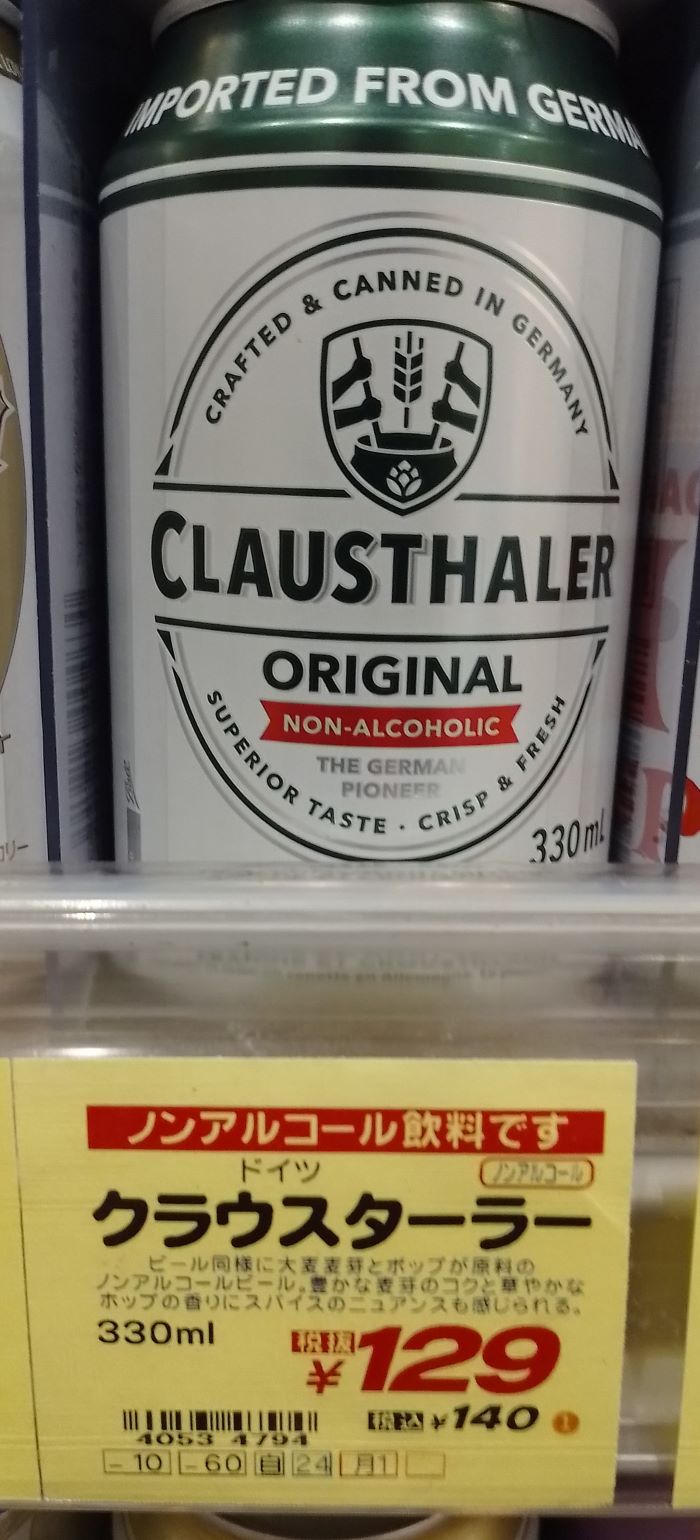 IMPORTED FROM GERMA
CRAFTED & CANNED IN GERMANY
CLAUSTHALER
ORIGINAL
NON-ALCOHOLIC
THE GERMAN
PIONEER
SUPERIOR TASTE · CRISP & FRESH
330mL
ノンアルコール飲料です
ドイツ
ノンアルコール
クラウスターラー
ビール同様に大麦麦芽とホップが原料の
ノンアルコールビール。豊かな麦芽のコクと華やかな
ホップの香りにスパイスのニュアンスも感じられる。
330ml
税抜
¥129
税込 ¥140
4053 4794
-10 -60 自 24 月1